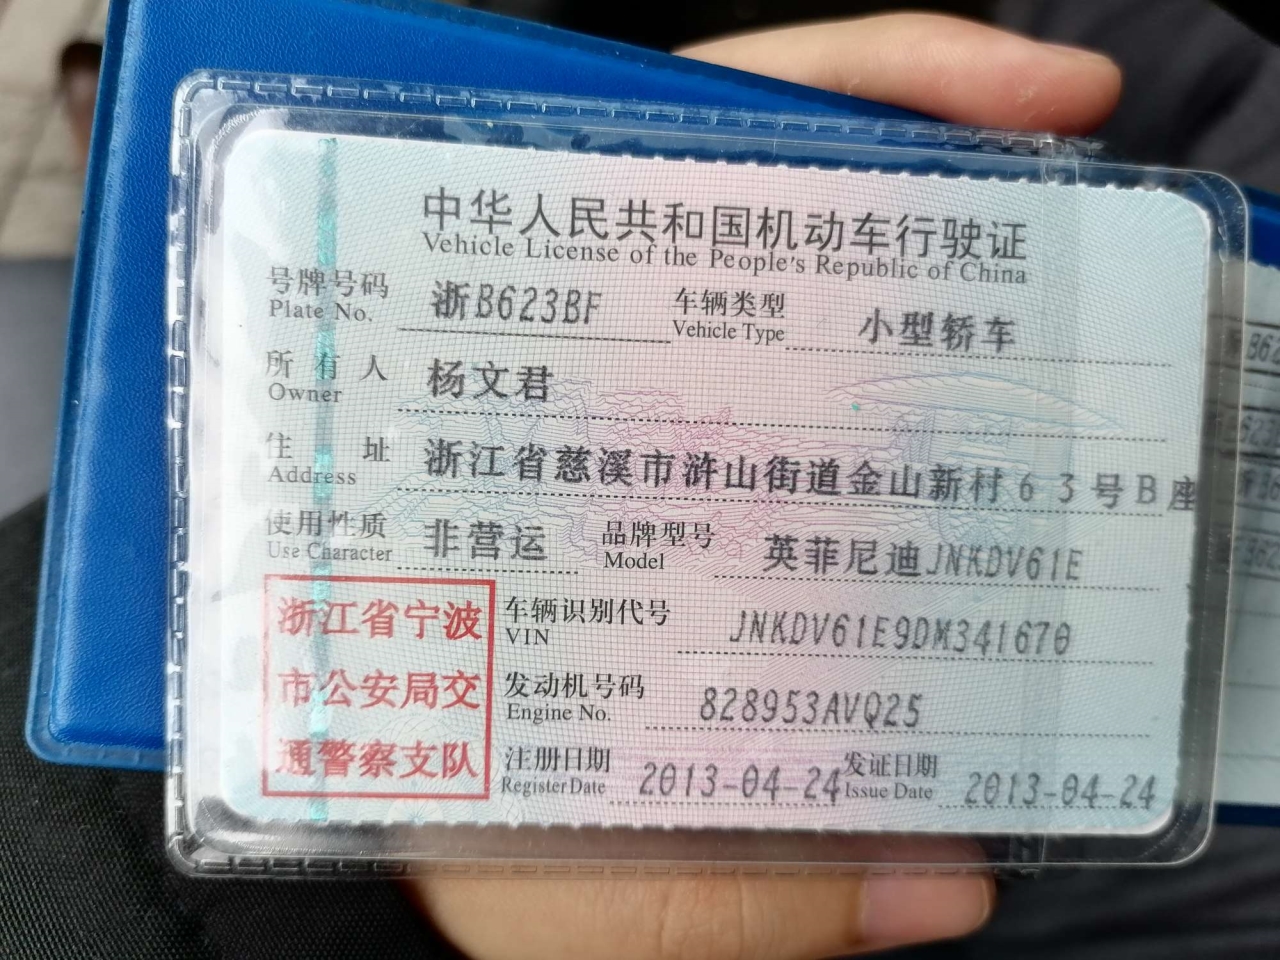 中华人民共和国机动车行驶证
Vehicle License of the People's Republic of China
号牌号码 浙B623BF 车辆类型 小型轿车
Plate No. Vehicle Type
所有人 杨文君
Owner
住址 浙江省慈溪市浒山街道金山新村63号B座
Address
使用性质 非营运 品牌型号 英菲尼迪JNKDV61E
Use Character Model
浙江省宁波
市公安局交
通警察支队
车辆识别代号 JNKDV61E9DM341670
VIN
发动机号码 828953AVQ25
Engine No.
注册日期 2013-04-24 发证日期 2013-04-24
Register Date Issue Date